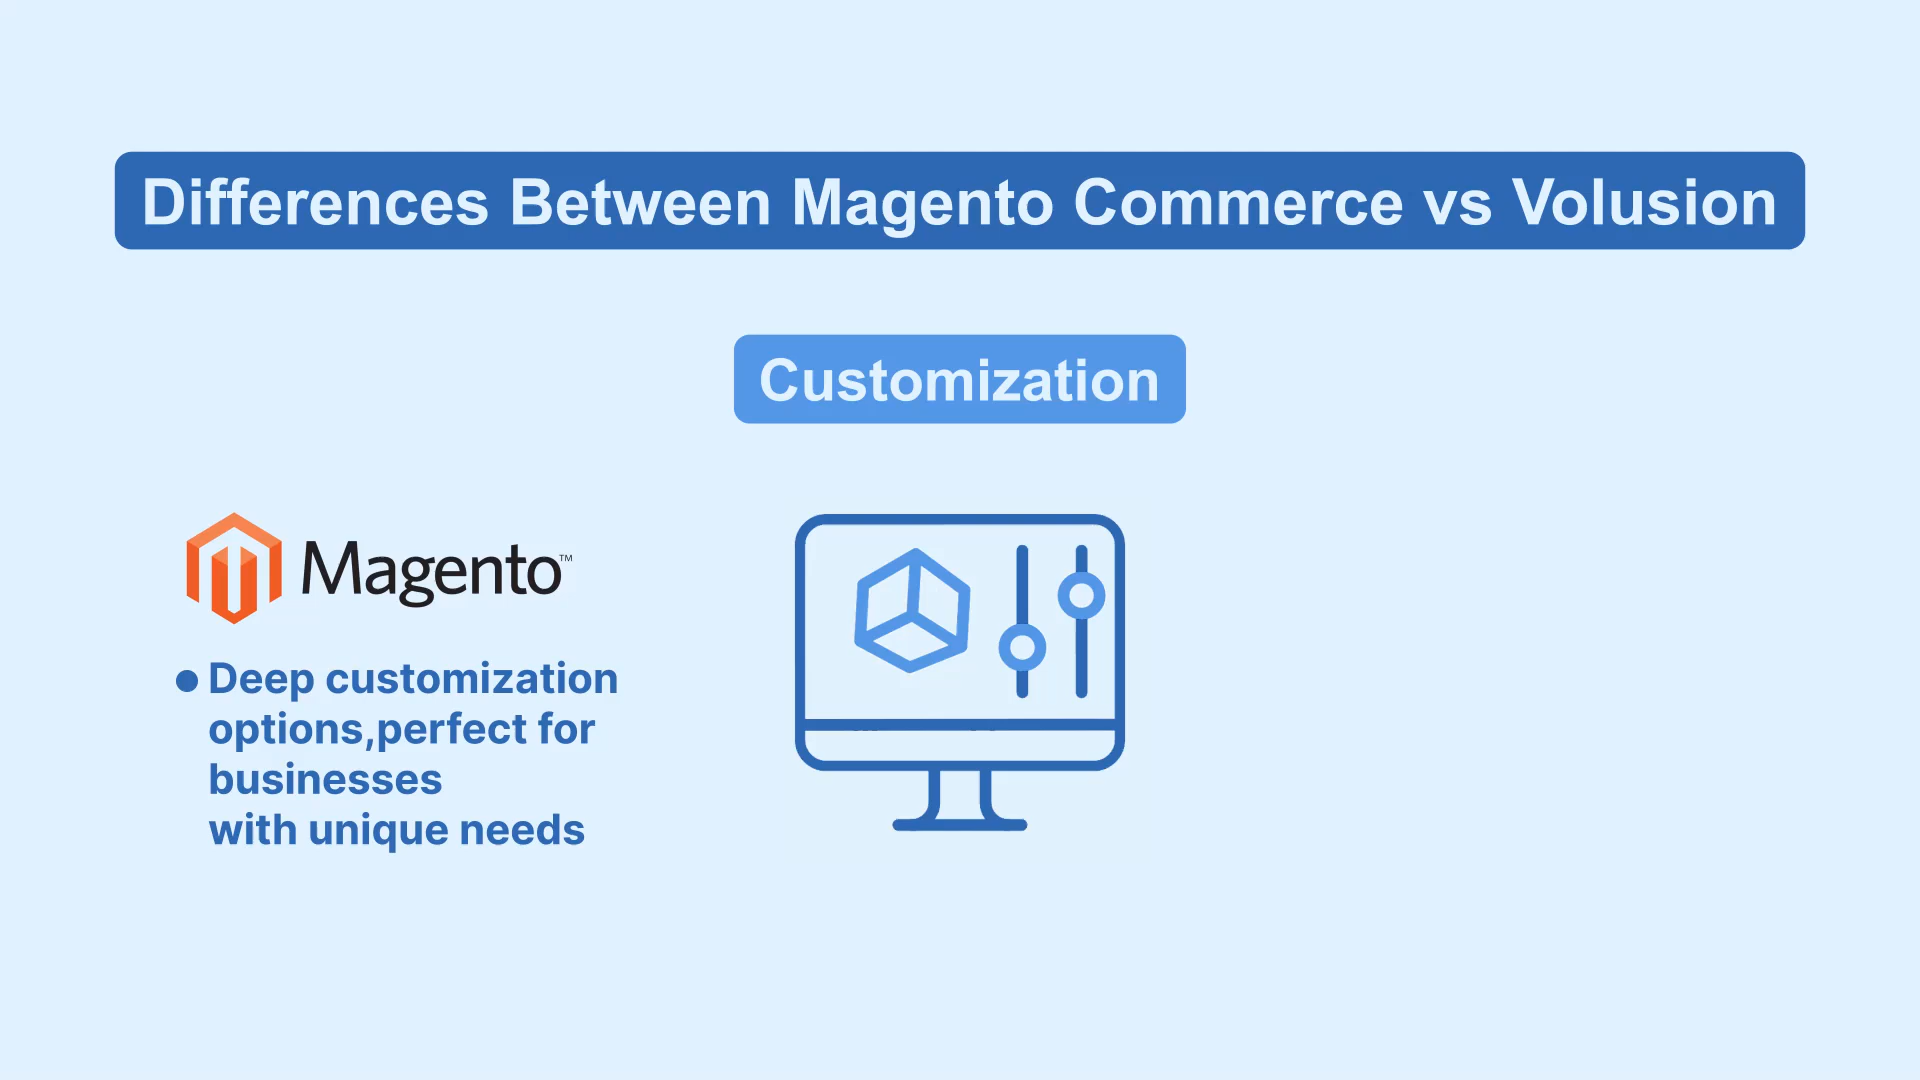 Differences Between Magento Commerce vs Volusion
Customization
Magento™
Deep customization
options,perfect for
businesses
with unique needs